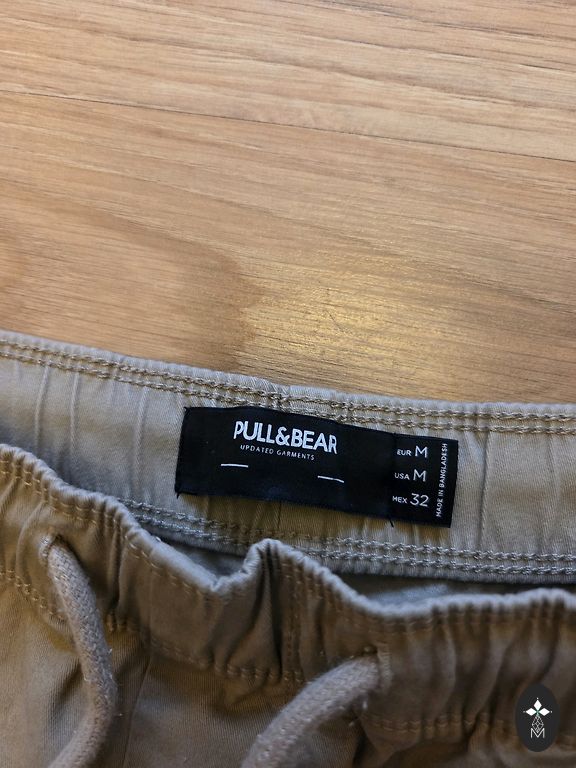 PULL&BEAR
UPDATED GARMENTS
EUR M
USA M
MEX 32
MADE IN BANGLADESH